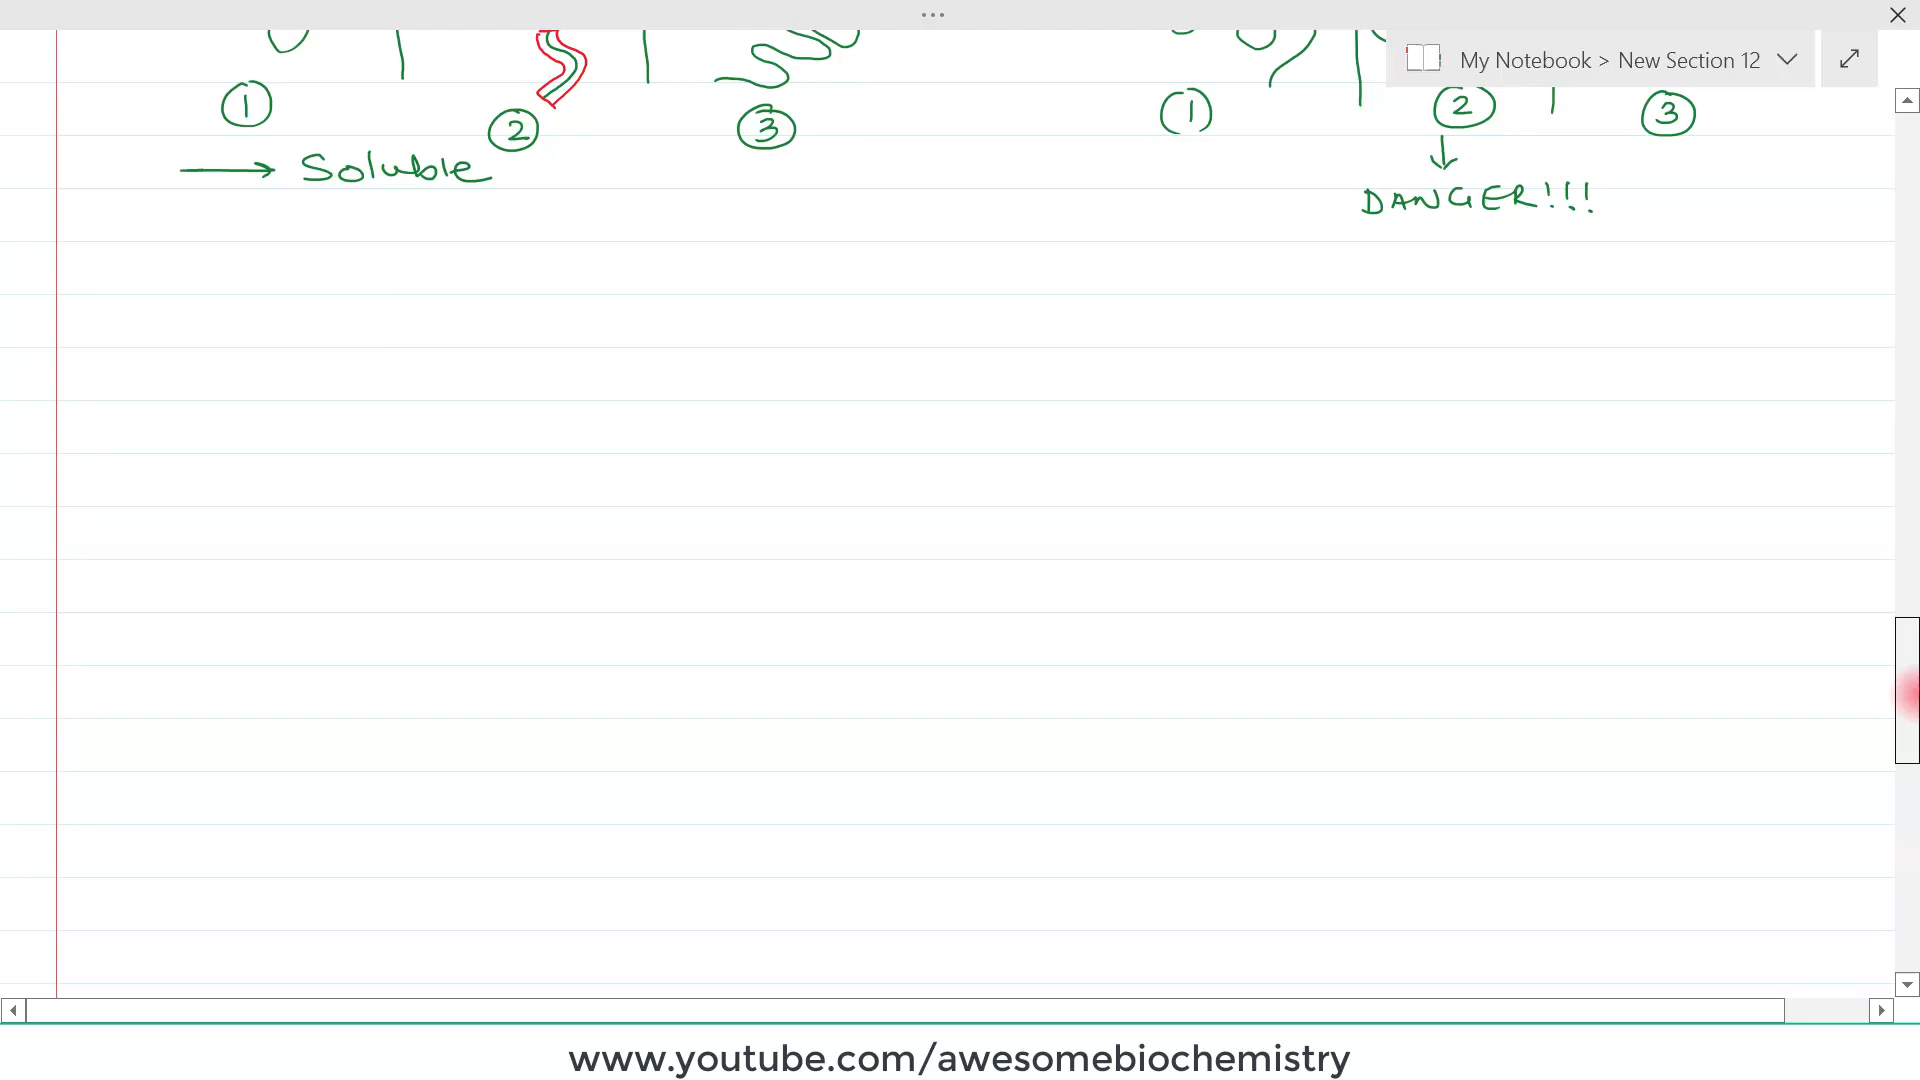 My Notebook > New Section 12
① ② ③ ① ② ③
→ Soluble
↓
DANGER!!!
www.youtube.com/awesomebiochemistry